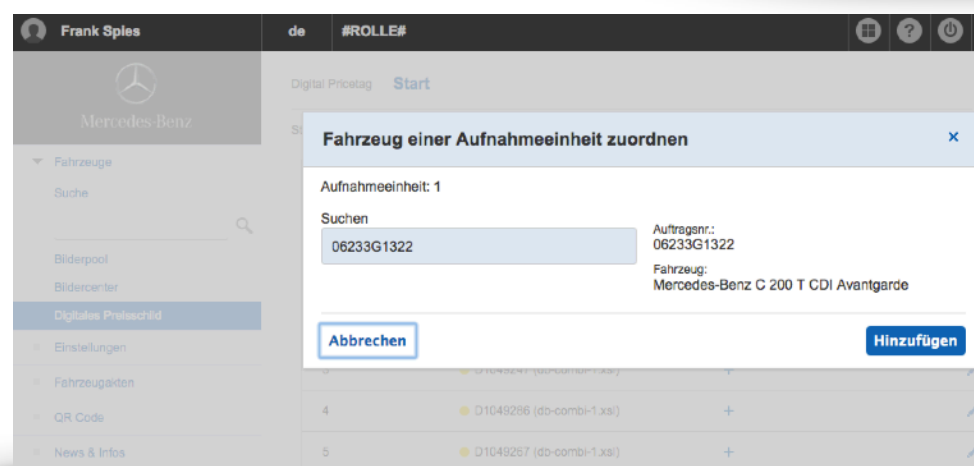 Frank Spies de #ROLLE#
Mercedes-Benz
Digital Pricetag Start
Fahrzeuge
Suche
Bilderpool
Bildercenter
Digitales Preisschild
Einstellungen
Fahrzeugakten
QR Code
News & Infos
Fahrzeug einer Aufnahmeeinheit zuordnen ×
Aufnahmeeinheit: 1
Suchen
06233G1322
Auftragsnr.:
06233G1322
Fahrzeug:
Mercedes-Benz C 200 T CDI Avantgarde
Abbrechen Hinzufügen
4 D1049266 (db-combi-1.xsl) +
5 D1049267 (db-combi-1.xsl) +